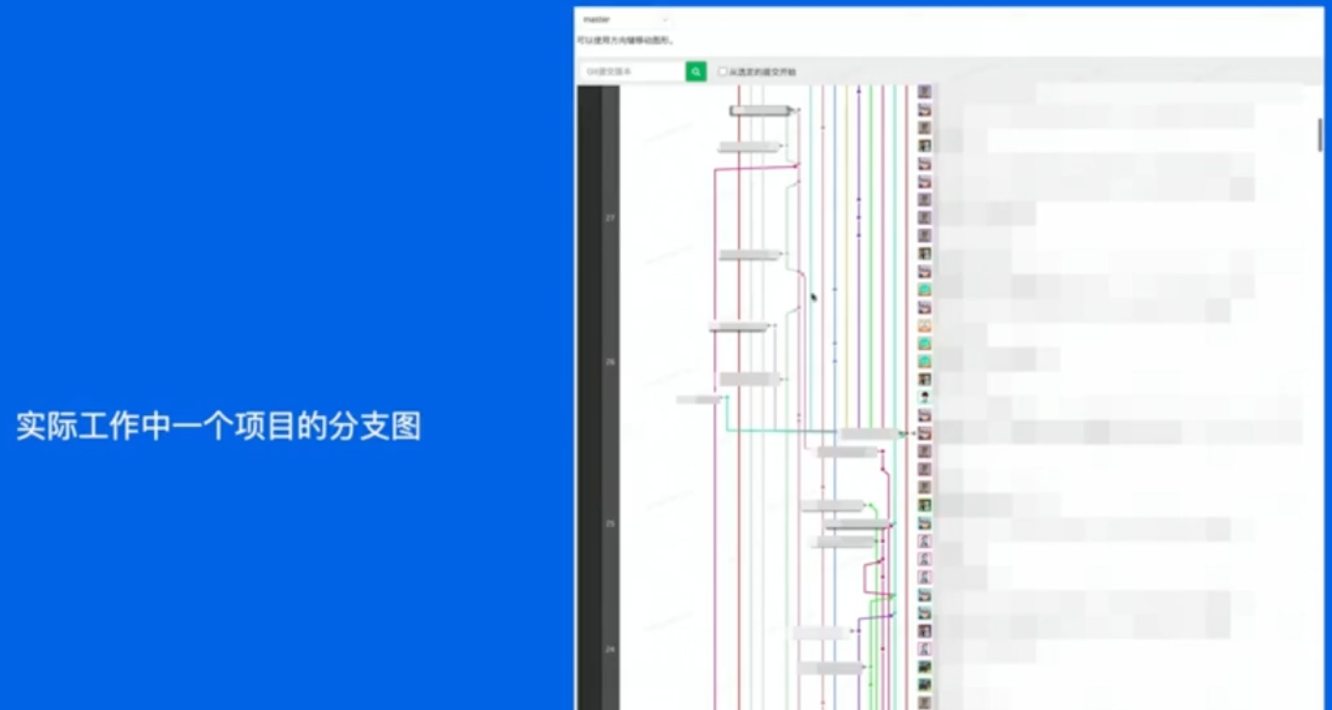 master
可以使用方向键移动图形。
Git提交版本
从选定的提交开始
27
26
实际工作中一个项目的分支图
25
24